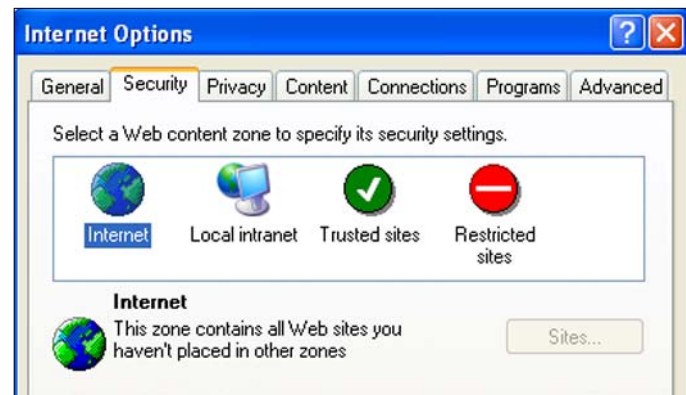 Internet Options
General Security Privacy Content Connections Programs Advanced
Select a Web content zone to specify its security settings.
Internet Local intranet Trusted sites Restricted
sites
Internet
This zone contains all Web sites you
haven't placed in other zones
Sites...